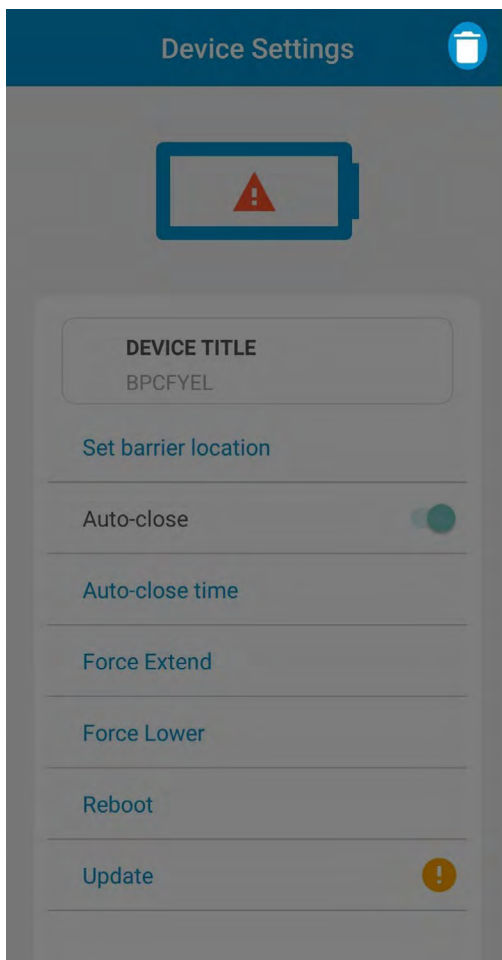 Device Settings
DEVICE TITLE
BPCFYEL
Set barrier location
Auto-close
Auto-close time
Force Extend
Force Lower
Reboot
Update